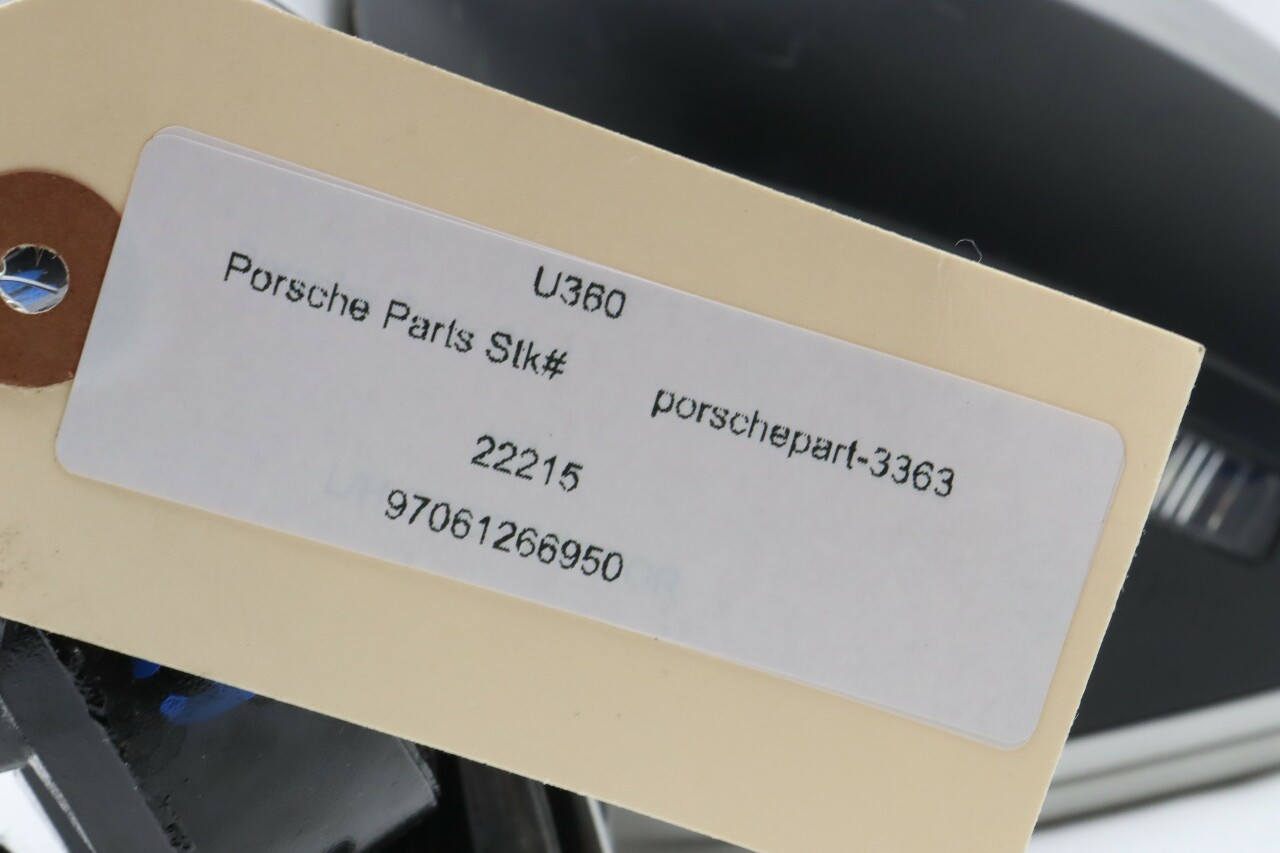 U360
Porsche Parts Stk#
porschepart-3363
22215
97061266950